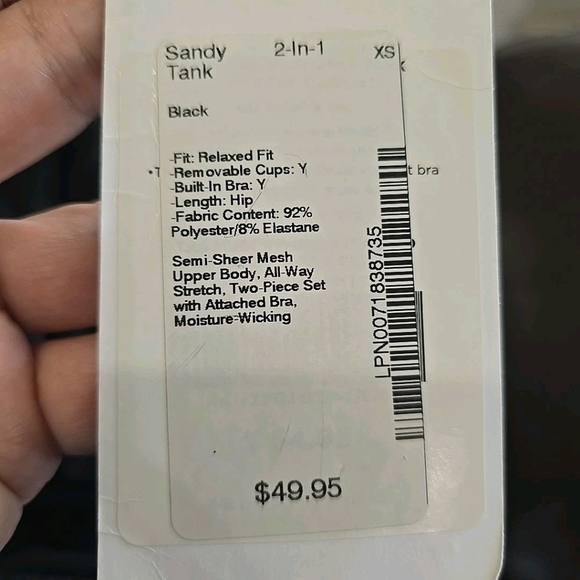 Sandy 2-In-1 XS
Tank
Black
-Fit: Relaxed Fit
-Removable Cups: Y
-Built-In Bra: Y
-Length: Hip
-Fabric Content: 92%
Polyester/8% Elastane
Semi-Sheer Mesh
Upper Body, All-Way
Stretch, Two-Piece Set
with Attached Bra,
Moisture-Wicking
LPN0071838735
$49.95
bra